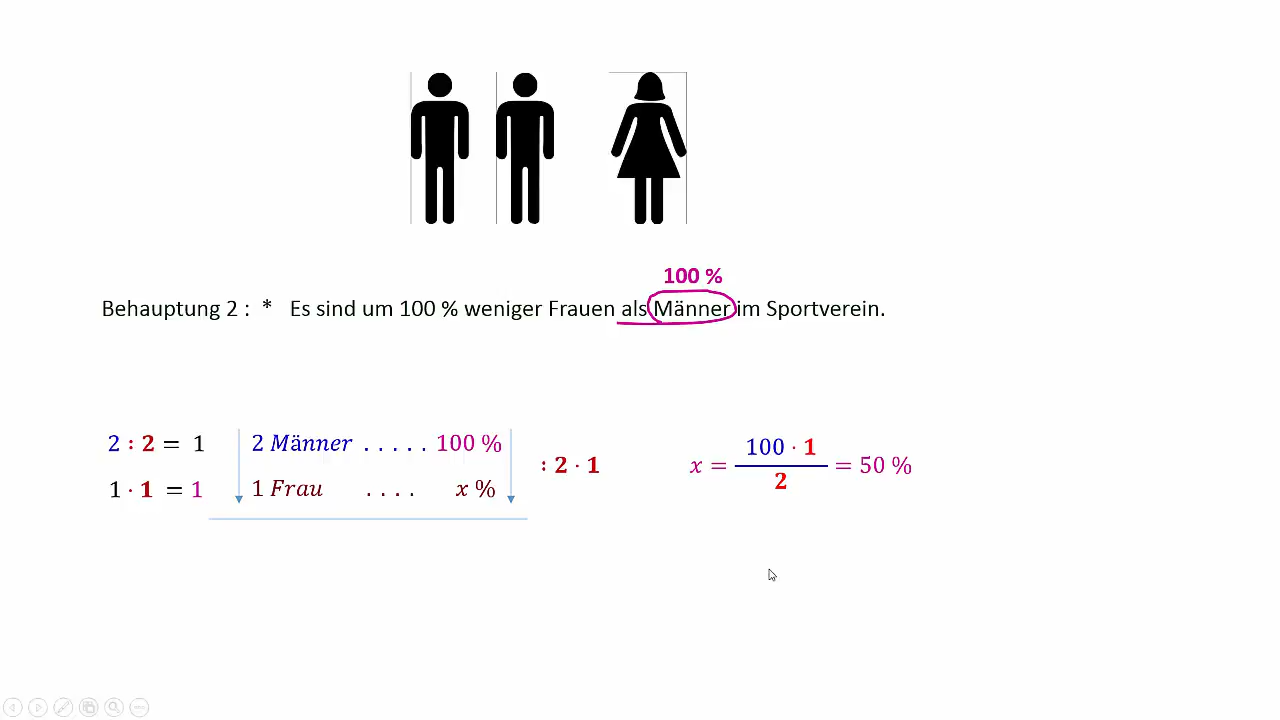 100 %
Behauptung 2 : * Es sind um 100 % weniger Frauen als Männer im Sportverein.
2 : 2 = 1 2 Männer . . . . . 100 %
: 2 · 1 x = 100 · 1 / 2 = 50 %
1 · 1 = 1 1 Frau . . . . x %